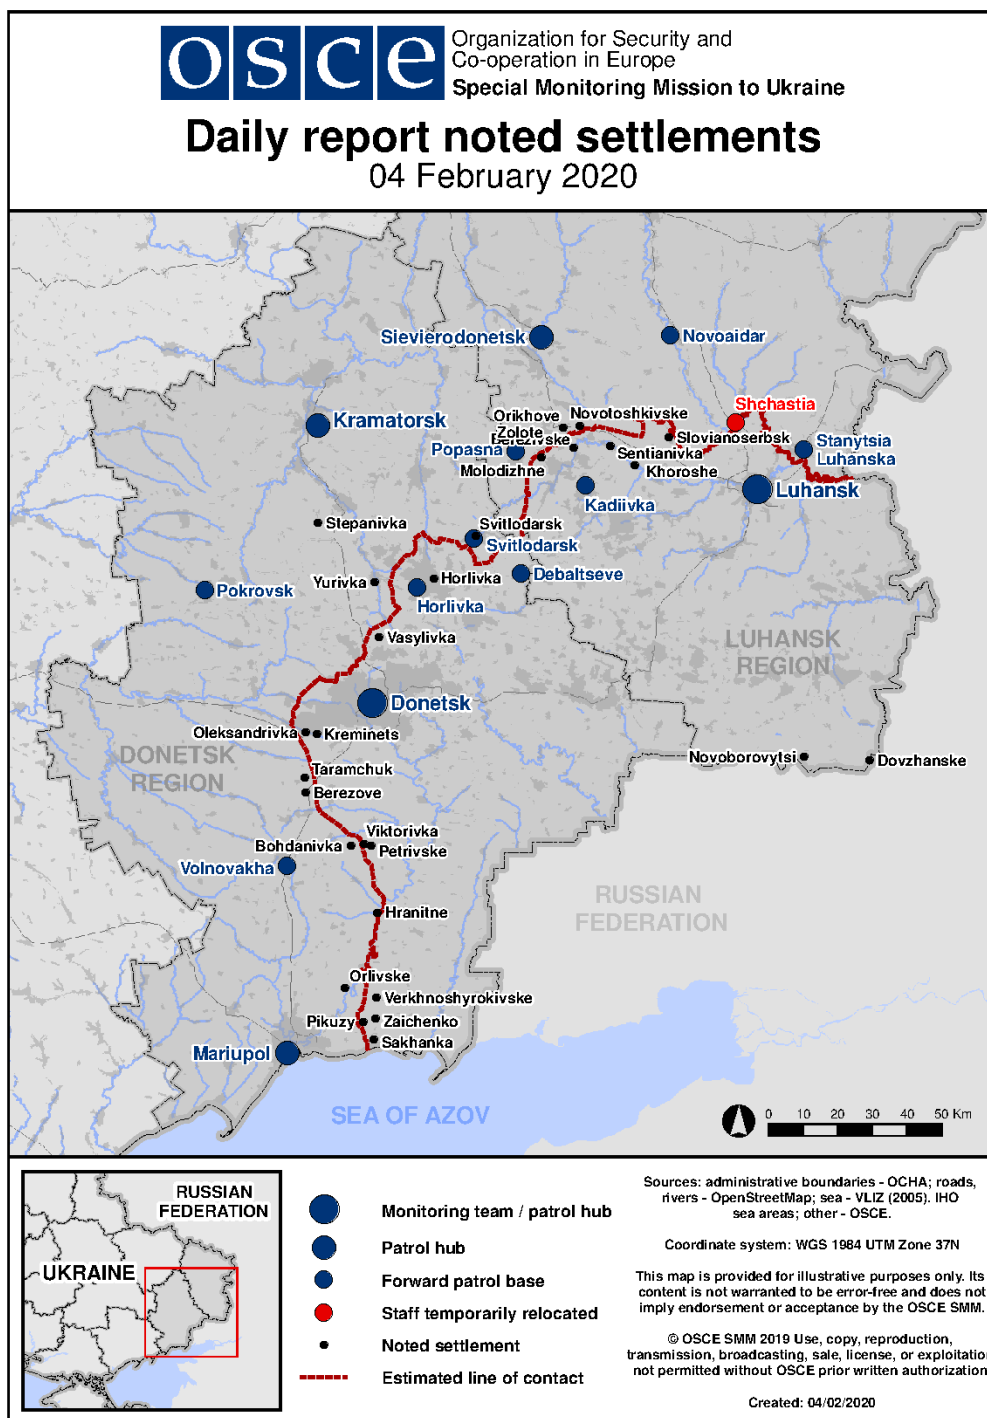 osce
Organization for Security and
Co-operation in Europe
Special Monitoring Mission to Ukraine
Daily report noted settlements
04 February 2020
Sievierodonetsk
Novoaidar
Shchastia
Kramatorsk
Orikhove
Novotoshkivske
Zolote
Berezivske
Slovianoserbsk
Stanytsia
Luhanska
Popasna
Sentianivka
Molodizhne
Khoroshe
Kadiivka
Luhansk
Stepanivka
Svitlodarsk
Svitlodarsk
Yurivka
Horlivka
Debaltseve
Pokrovsk
Horlivka
Vasylivka
LUHANSK
REGION
Donetsk
Oleksandrivka
Kreminets
DONETSK
REGION
Novoborovytsi
Dovzhanske
Taramchuk
Berezove
Viktorivka
Bohdanivka
Petrivske
Volnovakha
RUSSIAN
FEDERATION
Hranitne
Orlivske
Verkhnoshyrokivske
Pikuzy
Zaichenko
Sakhanka
Mariupol
SEA OF AZOV
0 10 20 30 40 50 Km
RUSSIAN
FEDERATION
UKRAINE
Monitoring team / patrol hub
Patrol hub
Forward patrol base
Staff temporarily relocated
Noted settlement
Estimated line of contact
Sources: administrative boundaries - OCHA; roads,
rivers - OpenStreetMap; sea - VLIZ (2005). IHO
sea areas; other - OSCE.
Coordinate system: WGS 1984 UTM Zone 37N
This map is provided for illustrative purposes only. Its
content is not warranted to be error-free and does not
imply endorsement or acceptance by the OSCE SMM.
© OSCE SMM 2019 Use, copy, reproduction,
transmission, broadcasting, sale, license, or exploitation
not permitted without OSCE prior written authorization
Created: 04/02/2020